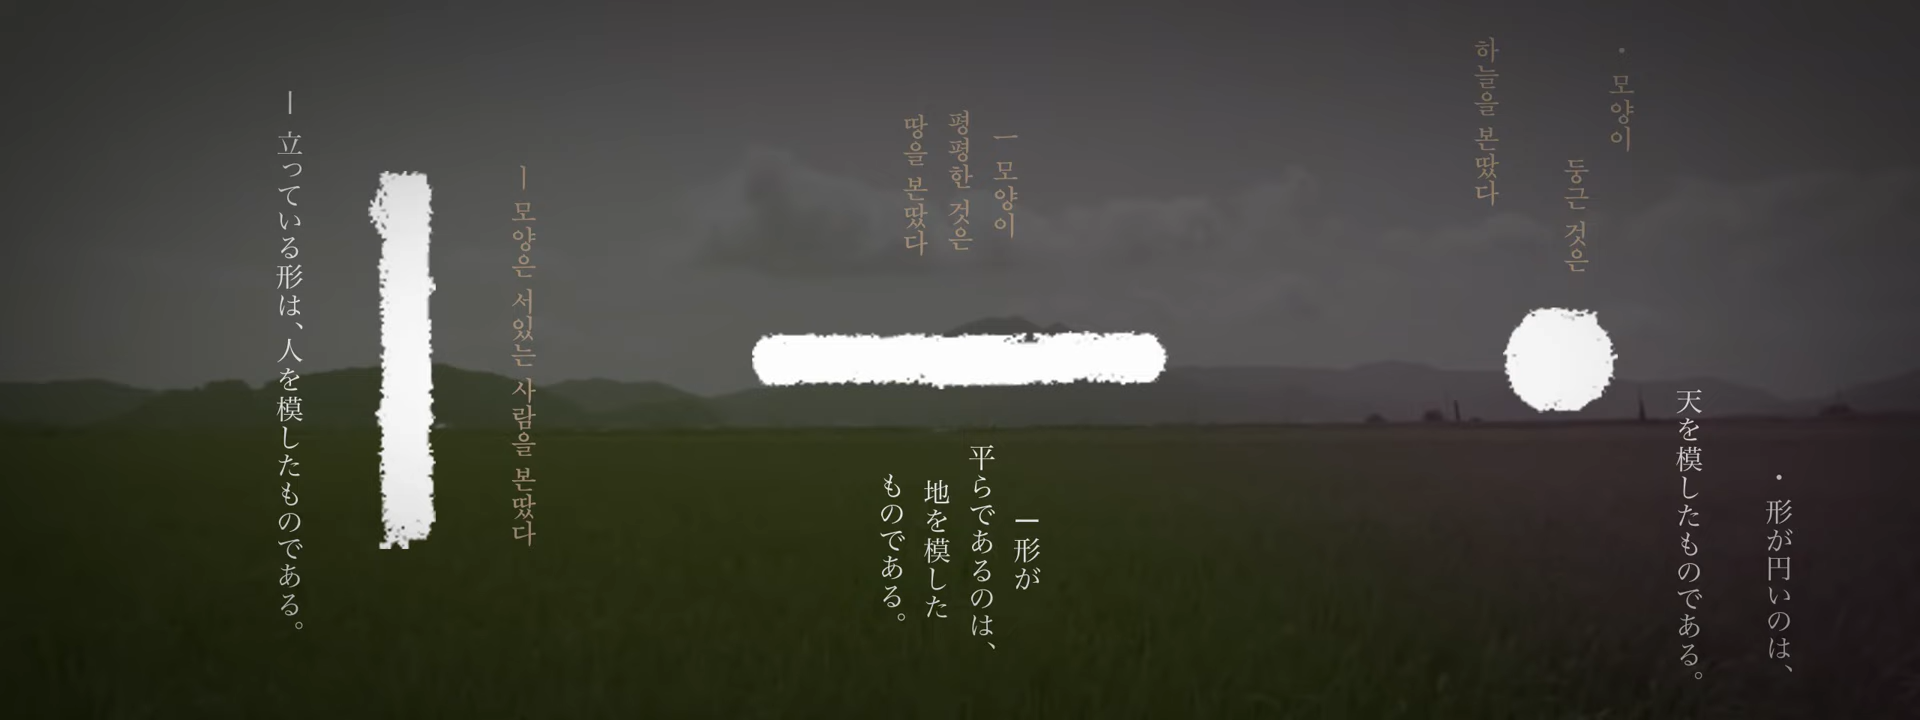 · 모양이
둥근 것은
하늘을 본땄다
・形が円いのは、
天を模したものである。
ㅡ 모양이
평평한 것은
땅을 본땄다
ー形が
平らであるのは、
地を模した
ものである。
ㅣ 모양은 서있는 사람을 본땄다
ㅣ 立っている形は、人を模したものである。